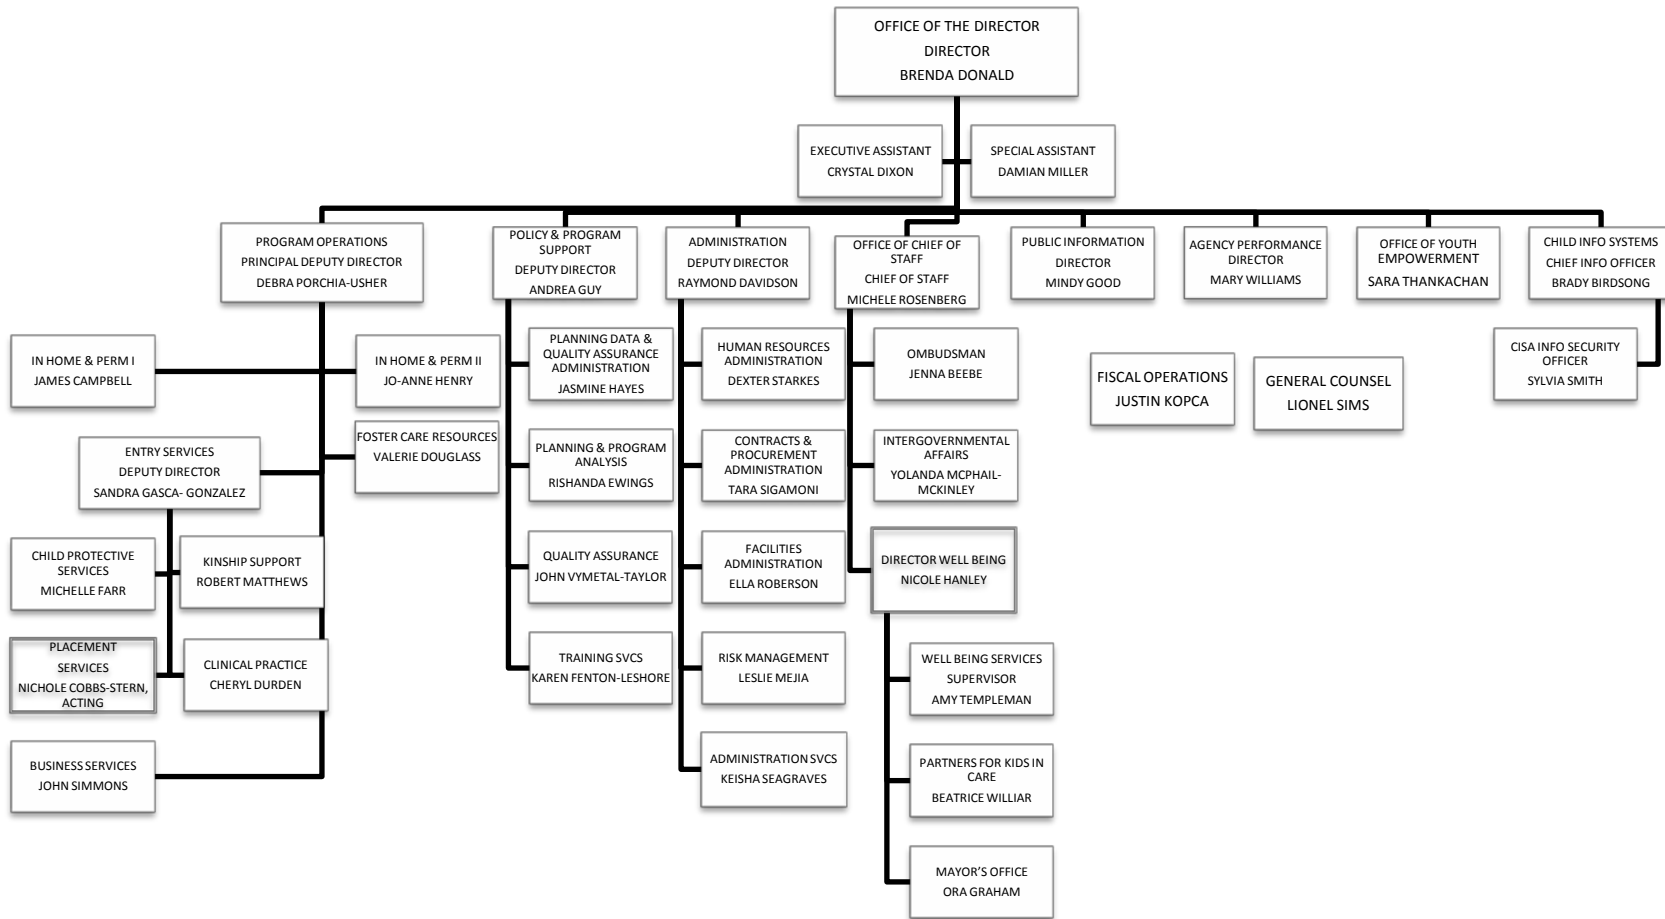 OFFICE OF THE DIRECTOR
DIRECTOR
BRENDA DONALD
EXECUTIVE ASSISTANT
CRYSTAL DIXON
SPECIAL ASSISTANT
DAMIAN MILLER
PROGRAM OPERATIONS
PRINCIPAL DEPUTY DIRECTOR
DEBRA PORCHIA-USHER
POLICY & PROGRAM
SUPPORT
DEPUTY DIRECTOR
ANDREA GUY
ADMINISTRATION
DEPUTY DIRECTOR
RAYMOND DAVIDSON
OFFICE OF CHIEF OF
STAFF
CHIEF OF STAFF
MICHELE ROSENBERG
PUBLIC INFORMATION
DIRECTOR
MINDY GOOD
AGENCY PERFORMANCE
DIRECTOR
MARY WILLIAMS
OFFICE OF YOUTH
EMPOWERMENT
SARA THANKACHAN
CHILD INFO SYSTEMS
CHIEF INFO OFFICER
BRADY BIRDSONG
IN HOME & PERM I
JAMES CAMPBELL
IN HOME & PERM II
JO-ANNE HENRY
PLANNING DATA &
QUALITY ASSURANCE
ADMINISTRATION
JASMINE HAYES
HUMAN RESOURCES
ADMINISTRATION
DEXTER STARKES
OMBUDSMAN
JENNA BEEBE
FISCAL OPERATIONS
JUSTIN KOPCA
GENERAL COUNSEL
LIONEL SIMS
CISA INFO SECURITY
OFFICER
SYLVIA SMITH
ENTRY SERVICES
DEPUTY DIRECTOR
SANDRA GASCA- GONZALEZ
FOSTER CARE RESOURCES
VALERIE DOUGLASS
PLANNING & PROGRAM
ANALYSIS
RISHANDA EWINGS
CONTRACTS &
PROCUREMENT
ADMINISTRATION
TARA SIGAMONI
INTERGOVERNMENTAL
AFFAIRS
YOLANDA MCPHAIL-
MCKINLEY
CHILD PROTECTIVE
SERVICES
MICHELLE FARR
KINSHIP SUPPORT
ROBERT MATTHEWS
QUALITY ASSURANCE
JOHN VYMETAL-TAYLOR
FACILITIES
ADMINISTRATION
ELLA ROBERSON
DIRECTOR WELL BEING
NICOLE HANLEY
PLACEMENT
SERVICES
NICHOLE COBBS-STERN,
ACTING
CLINICAL PRACTICE
CHERYL DURDEN
TRAINING SVCS
KAREN FENTON-LESHORE
RISK MANAGEMENT
LESLIE MEJIA
WELL BEING SERVICES
SUPERVISOR
AMY TEMPLEMAN
BUSINESS SERVICES
JOHN SIMMONS
ADMINISTRATION SVCS
KEISHA SEAGRAVES
PARTNERS FOR KIDS IN
CARE
BEATRICE WILLIAR
MAYOR'S OFFICE
ORA GRAHAM